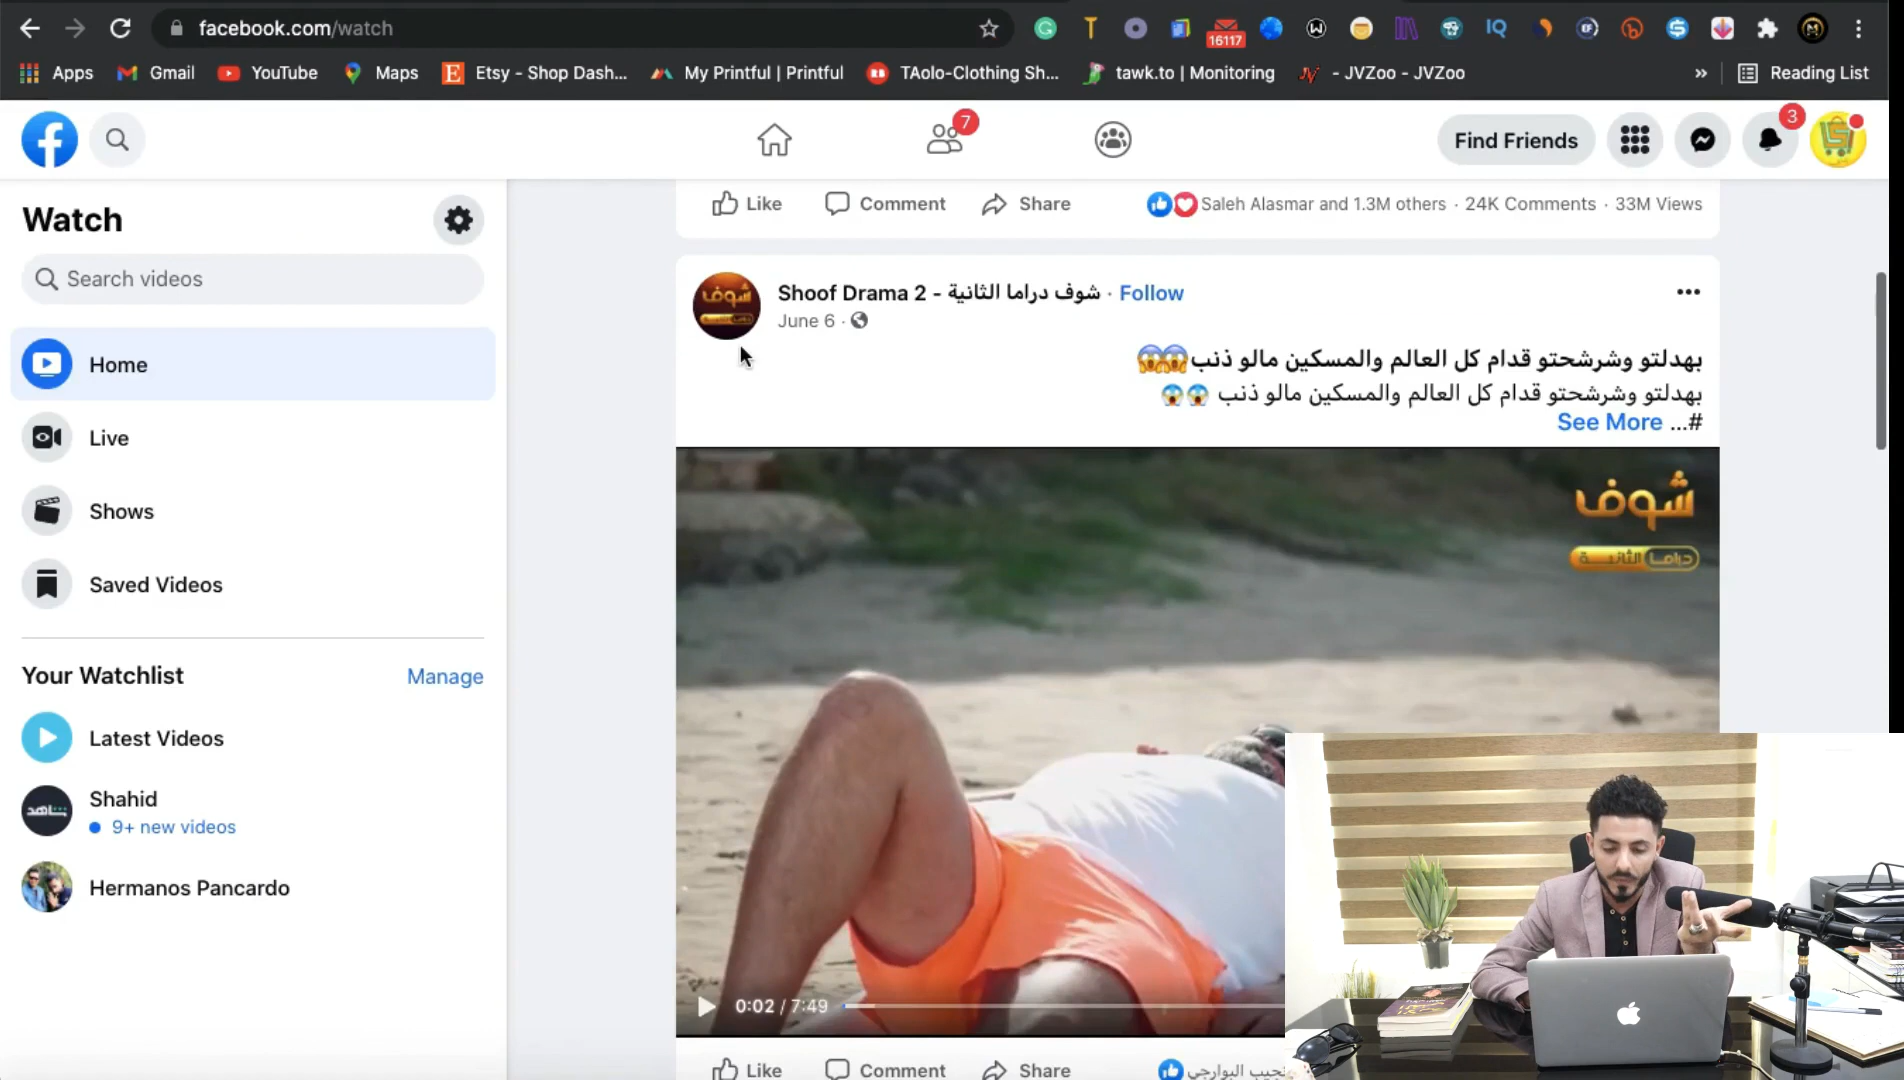 facebook.com/watch
16117
Apps
Gmail
YouTube
Maps
Etsy - Shop Dash...
My Printful | Printful
TAolo-Clothing Sh...
tawk.to | Monitoring
- JVZoo - JVZoo
»
Reading List
7
Find Friends
3
Watch
Search videos
Home
Live
Shows
Saved Videos
Your Watchlist
Manage
Latest Videos
Shahid
9+ new videos
Hermanos Pancardo
Like
Comment
Share
Saleh Alasmar and 1.3M others · 24K Comments · 33M Views
Shoof Drama 2 - شوف دراما الثانية · Follow
June 6 ·
بهدلتو وشرشحتو قدام كل العالم والمسكين مالو ذنب😱😱
بهدلتو وشرشحتو قدام كل العالم والمسكين مالو ذنب 😱😱
#... See More
شوف
دراما الثانية
0:02 / 7:49
Like
Comment
Share
نجيب البوارجي